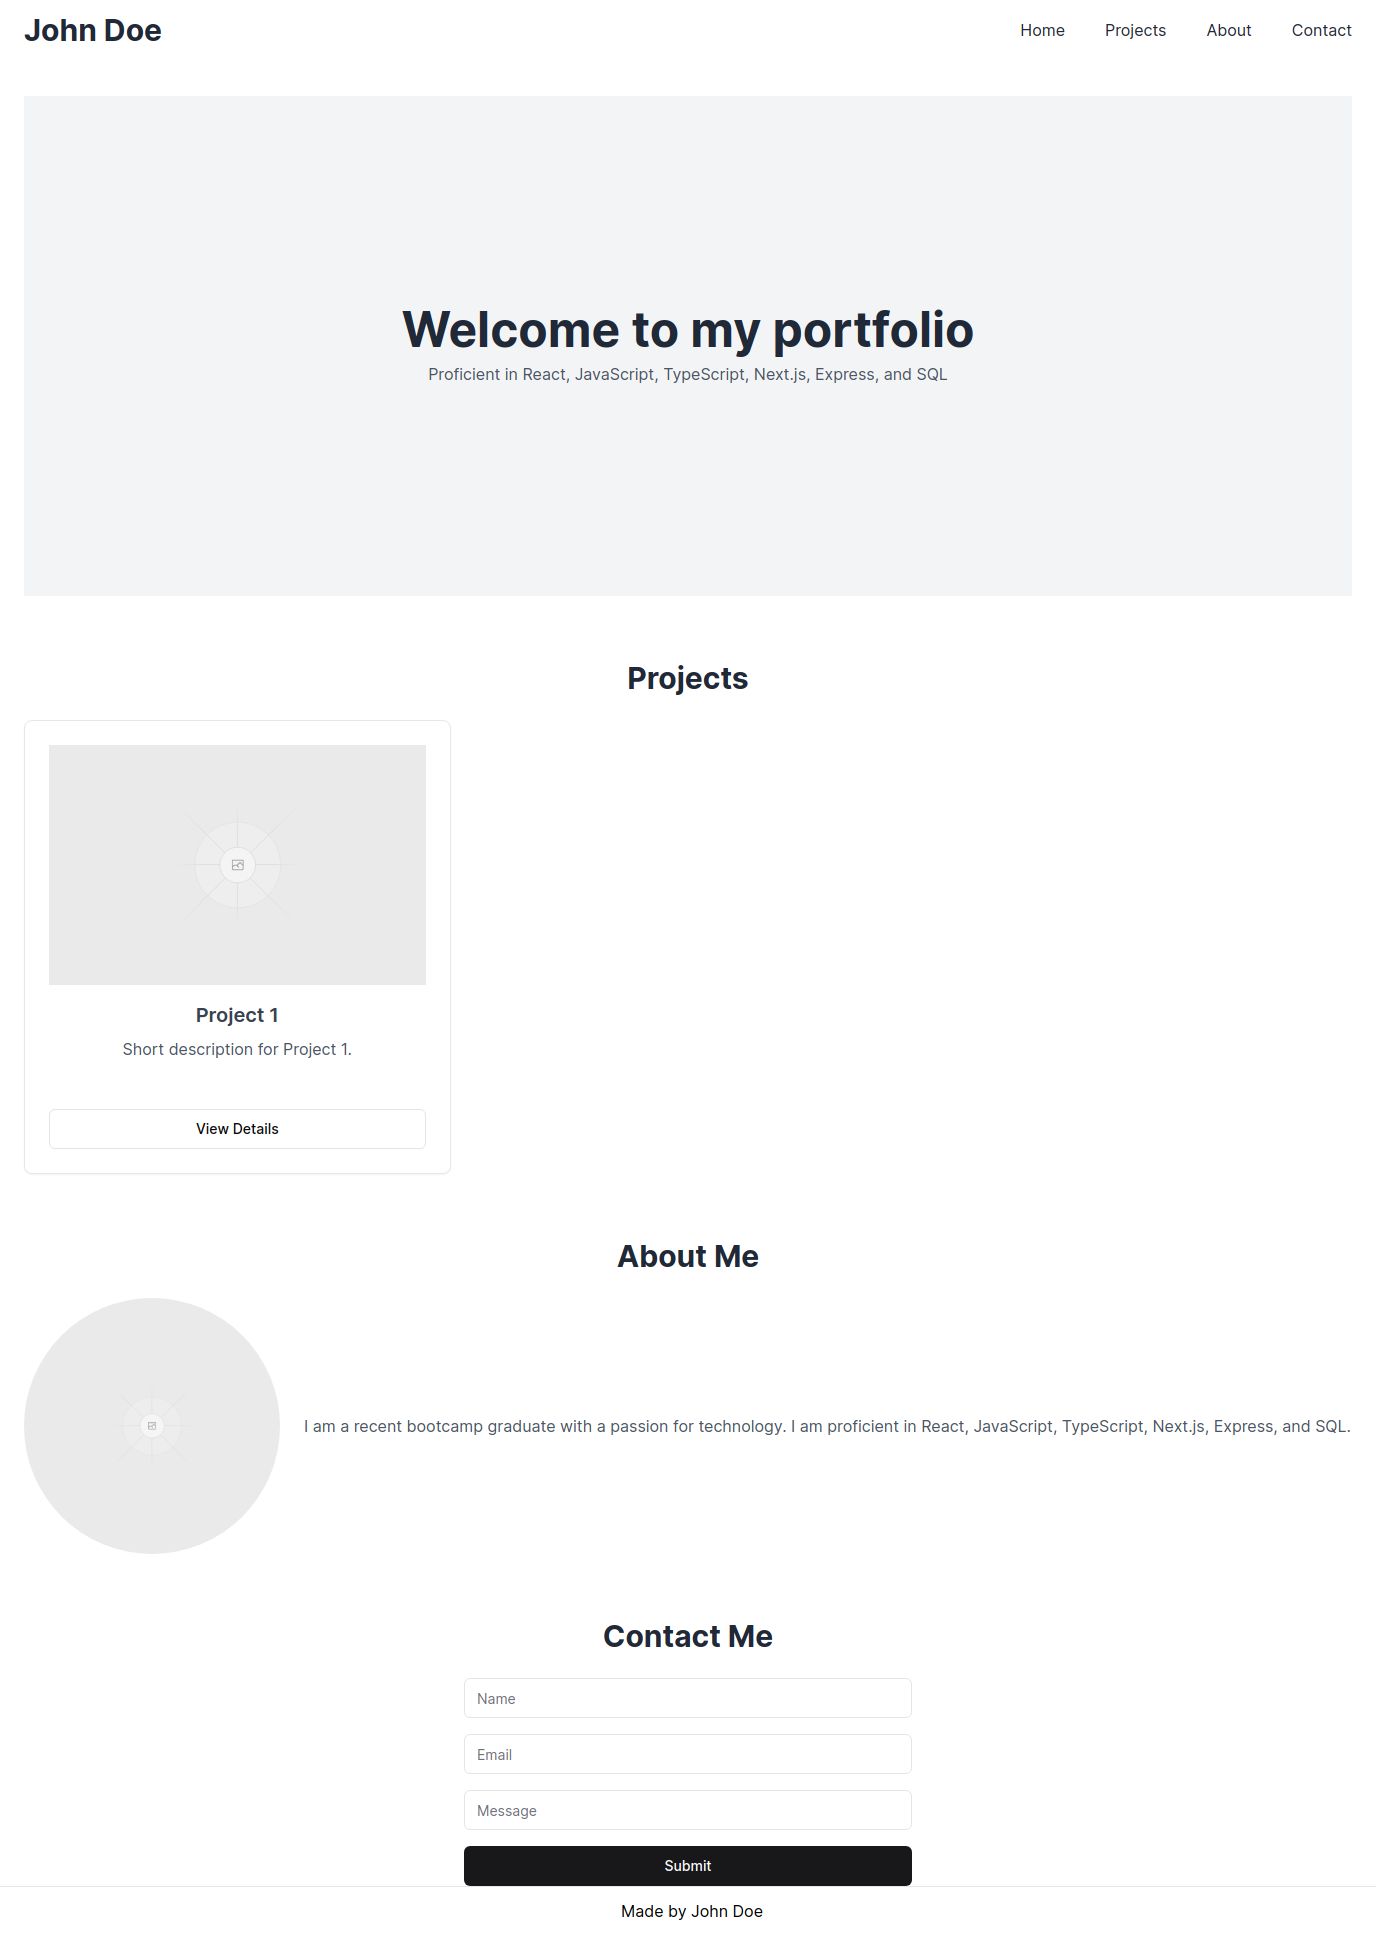 John Doe
Home Projects About Contact
Welcome to my portfolio
Proficient in React, JavaScript, TypeScript, Next.js, Express, and SQL
Projects
Project 1
Short description for Project 1.
View Details
About Me
I am a recent bootcamp graduate with a passion for technology. I am proficient in React, JavaScript, TypeScript, Next.js, Express, and SQL.
Contact Me
Name
Email
Message
Submit
Made by John Doe